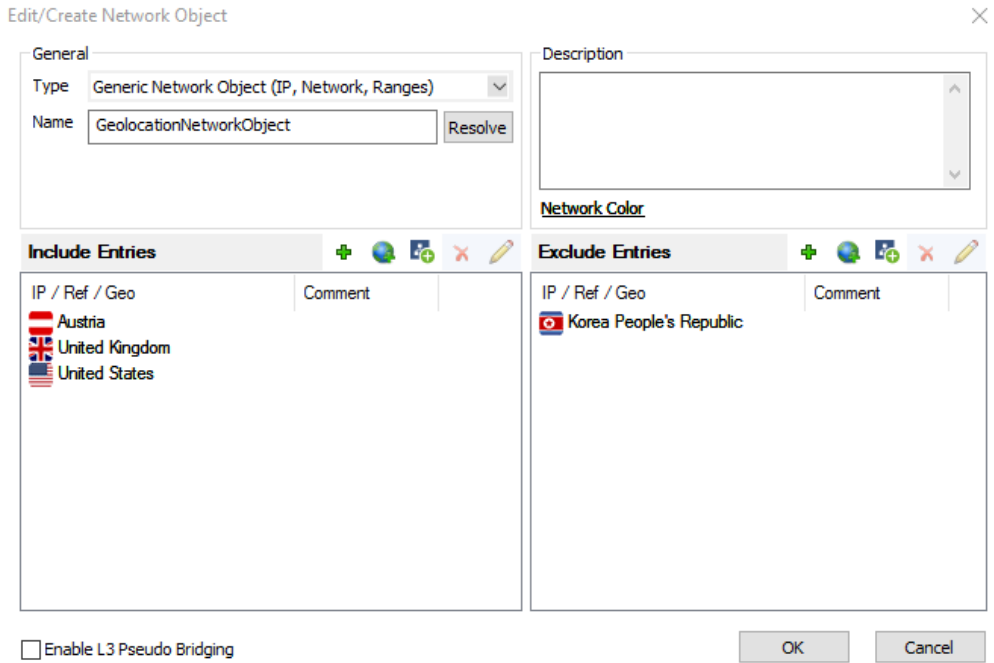 Edit/Create Network Object
General
Type Generic Network Object (IP, Network, Ranges)
Name GeolocationNetworkObject Resolve
Description
Network Color
Include Entries
IP / Ref / Geo Comment
Austria
United Kingdom
United States
Exclude Entries
IP / Ref / Geo Comment
Korea People's Republic
Enable L3 Pseudo Bridging
OK Cancel